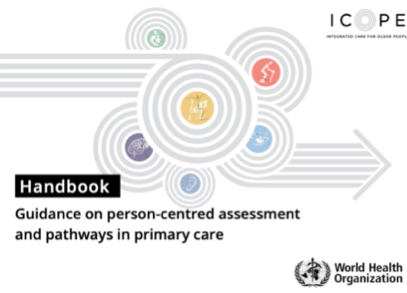 ICOPE
INTEGRATED CARE FOR OLDER PEOPLE
Handbook
Guidance on person-centred assessment
and pathways in primary care
World Health
Organization